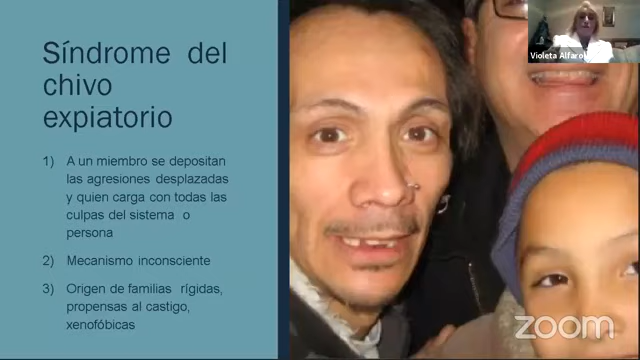 Síndrome del
chivo
expiatorio
1) A un miembro se depositan
las agresiones desplazadas
y quien carga con todas las
culpas del sistema o
persona
2) Mecanismo inconsciente
3) Origen de familias rígidas,
propensas al castigo,
xenofóbicas
Violeta Alfaro
zoom